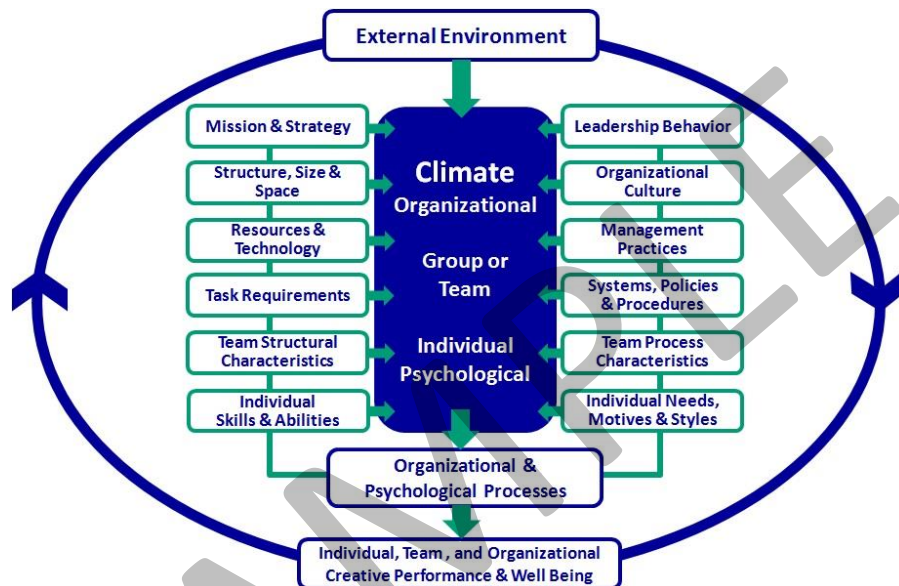 External Environment
Mission & Strategy
Structure, Size &
Space
Resources &
Technology
Task Requirements
Team Structural
Characteristics
Individual
Skills & Abilities
Climate
Organizational
Group or
Team
Individual
Psychological
Leadership Behavior
Organizational
Culture
Management
Practices
Systems, Policies
& Procedures
Team Process
Characteristics
Individual Needs,
Motives & Styles
Organizational &
Psychological Processes
Individual, Team, and Organizational
Creative Performance & Well Being